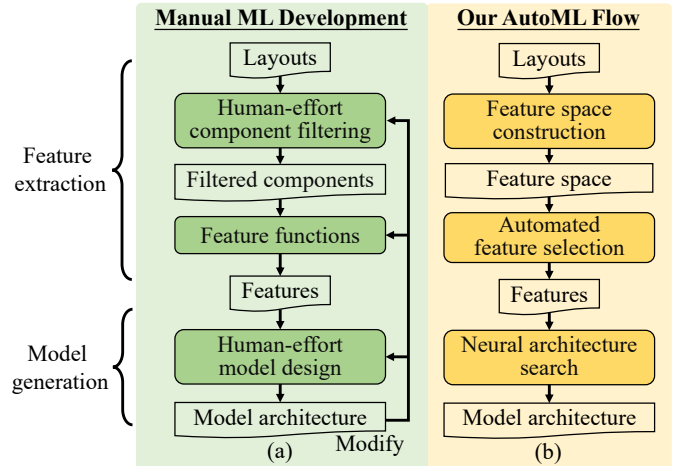 Manual ML Development
Layouts
Human-effort
component filtering
Filtered components
Feature functions
Features
Human-effort
model design
Model architecture
Modify
(a)
Our AutoML Flow
Layouts
Feature space
construction
Feature space
Automated
feature selection
Features
Neural architecture
search
Model architecture
(b)
Feature
extraction
Model
generation